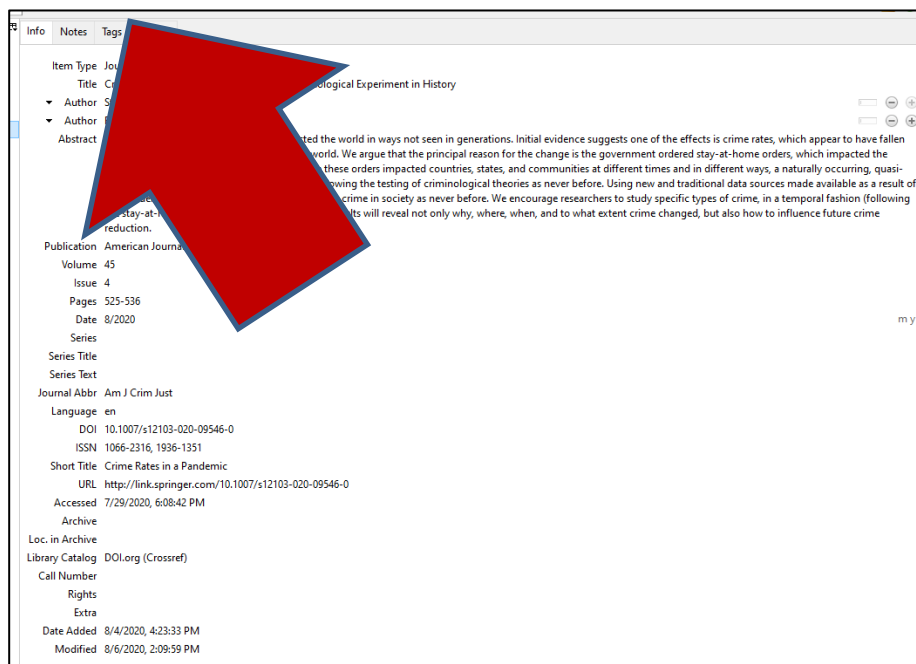 Info Notes Tags
Item Type Jou
Title C ological Experiment in History
Author S
Author
Abstract cted the world in ways not seen in generations. Initial evidence suggests one of the effects is crime rates, which appear to have fallen
world. We argue that the principal reason for the change is the government ordered stay-at-home orders, which impacted the
these orders impacted countries, states, and communities at different times and in different ways, a naturally occurring, quasi-
owing the testing of criminological theories as never before. Using new and traditional data sources made available as a result of
crime in society as never before. We encourage researchers to study specific types of crime, in a temporal fashion (following
stay-at-h lts will reveal not only why, where, when, and to what extent crime changed, but also how to influence future crime
reduction.
Publication American Journa
Volume 45
Issue 4
Pages 525-536
Date 8/2020 m y
Series
Series Title
Series Text
Journal Abbr Am J Crim Just
Language en
DOI 10.1007/s12103-020-09546-0
ISSN 1066-2316, 1936-1351
Short Title Crime Rates in a Pandemic
URL http://link.springer.com/10.1007/s12103-020-09546-0
Accessed 7/29/2020, 6:08:42 PM
Archive
Loc. in Archive
Library Catalog DOI.org (Crossref)
Call Number
Rights
Extra
Date Added 8/4/2020, 4:23:33 PM
Modified 8/6/2020, 2:09:59 PM